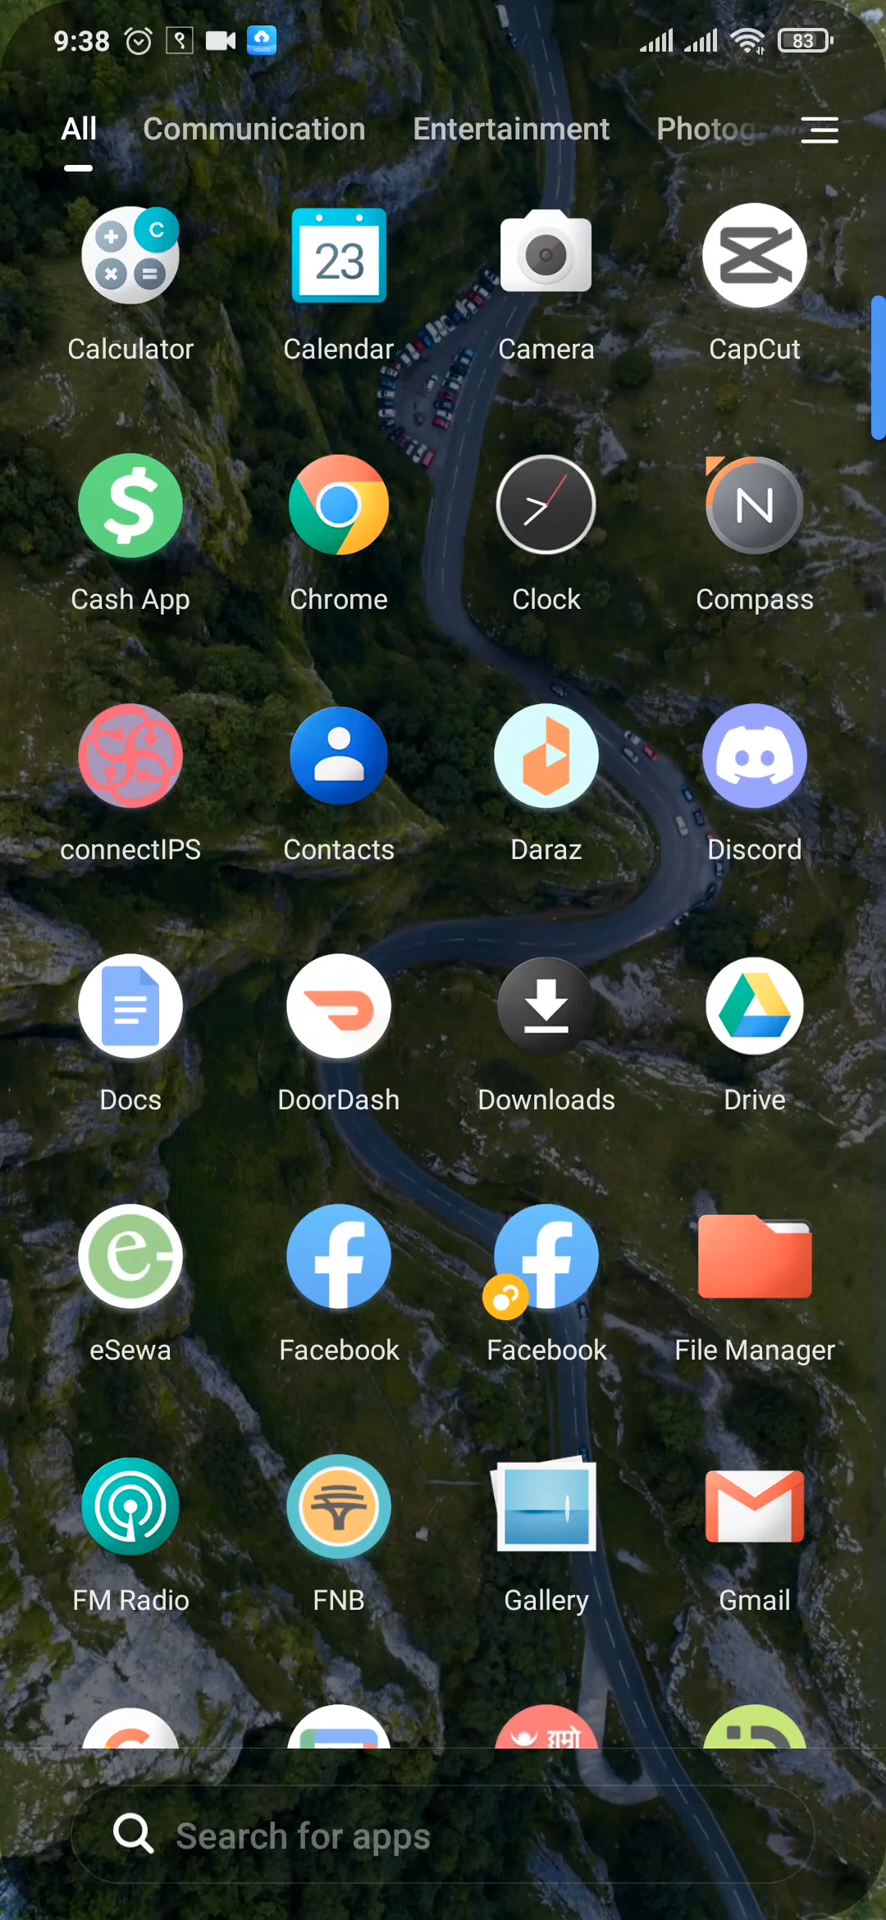 9:38 83
All Communication Entertainment Photog
C
23
Calculator Calendar Camera CapCut
N
Cash App Chrome Clock Compass
connectIPS Contacts Daraz Discord
Docs DoorDash Downloads Drive
e
Facebook Facebook
eSewa Facebook Facebook File Manager
FM Radio FNB Gallery Gmail
Search for apps